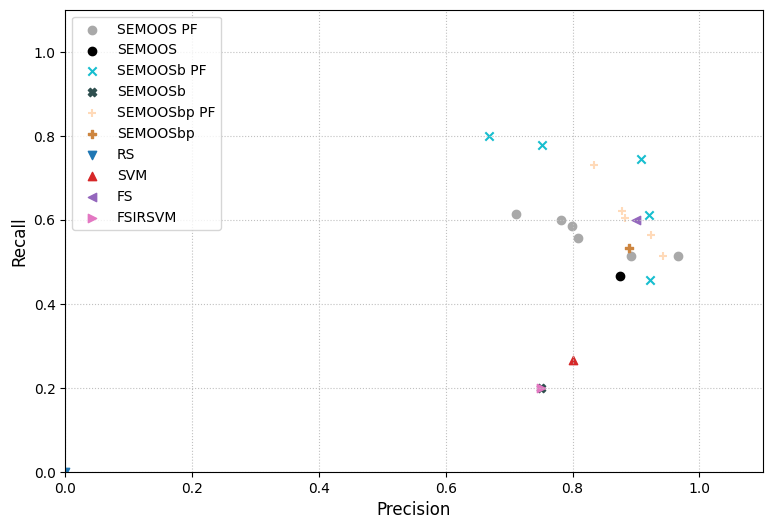 SEMOOS PF
SEMOOS
SEMOOSb PF
SEMOOSb
SEMOOSbp PF
SEMOOSbp
RS
SVM
FS
FSIRSVM
1.0
0.8
0.6
0.4
0.2
0.0
Recall
0.0 0.2 0.4 0.6 0.8 1.0
Precision